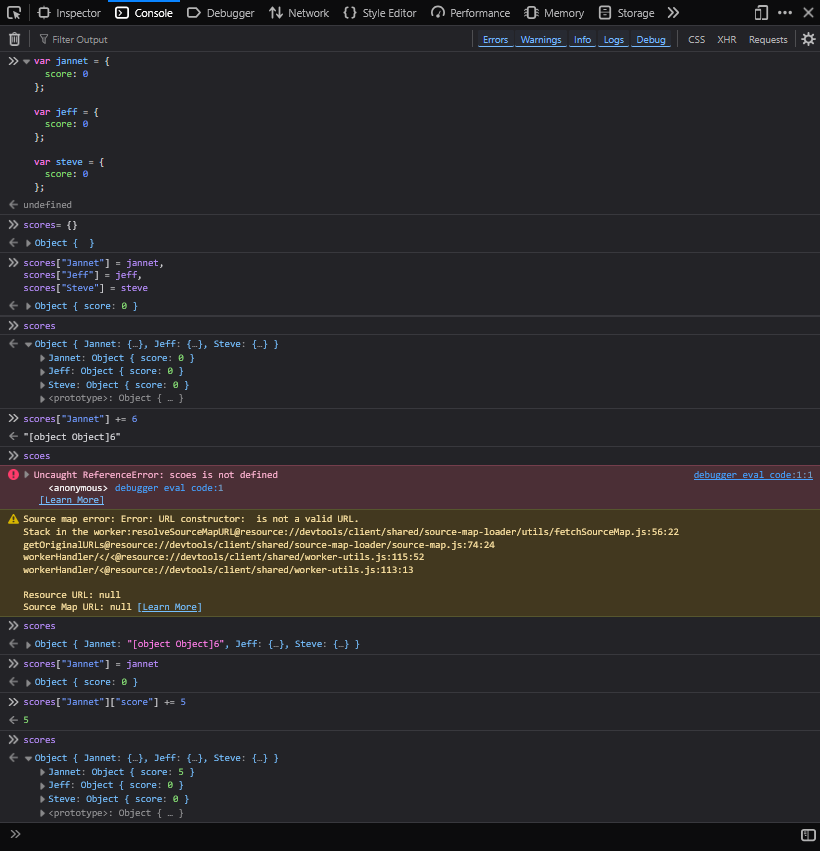 Inspector Console Debugger Network {} Style Editor Performance Memory Storage
Filter Output Errors Warnings Info Logs Debug CSS XHR Requests
var jannet = {
score: 0
};
var jeff = {
score: 0
};
var steve = {
score: 0
};
undefined
scores= {}
Object { }
scores["Jannet"] = jannet,
scores["Jeff"] = jeff,
scores["Steve"] = steve
Object { score: 0 }
scores
Object { Jannet: {…}, Jeff: {…}, Steve: {…} }
Jannet: Object { score: 0 }
Jeff: Object { score: 0 }
Steve: Object { score: 0 }
<prototype>: Object { … }
scores["Jannet"] += 6
"[object Object]6"
scoes
Uncaught ReferenceError: scoes is not defined debugger eval code:1:1
<anonymous> debugger eval code:1
[Learn More]
Source map error: Error: URL constructor:  is not a valid URL.
Stack in the worker:resolveSourceMapURL@resource://devtools/client/shared/source-map-loader/utils/fetchSourceMap.js:56:22
getOriginalURLs@resource://devtools/client/shared/source-map-loader/source-map.js:74:24
workerHandler/</<@resource://devtools/client/shared/worker-utils.js:115:52
workerHandler/<@resource://devtools/client/shared/worker-utils.js:113:13
Resource URL: null
Source Map URL: null [Learn More]
scores
Object { Jannet: "[object Object]6", Jeff: {…}, Steve: {…} }
scores["Jannet"] = jannet
Object { score: 0 }
scores["Jannet"]["score"] += 5
5
scores
Object { Jannet: {…}, Jeff: {…}, Steve: {…} }
Jannet: Object { score: 5 }
Jeff: Object { score: 0 }
Steve: Object { score: 0 }
<prototype>: Object { … }